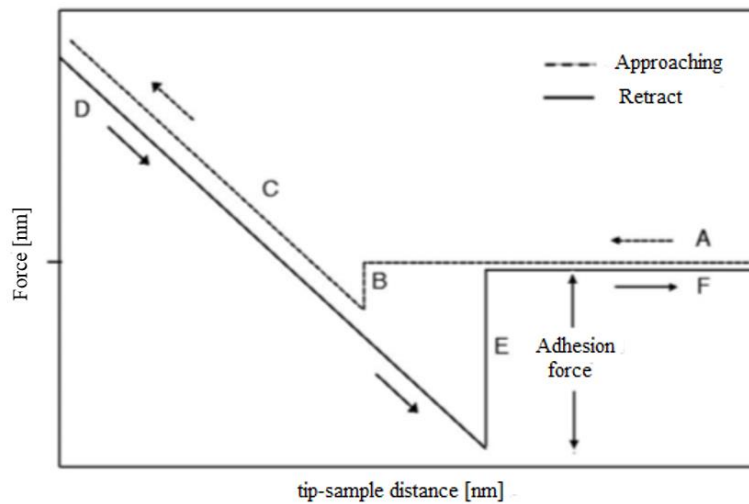 Approaching
Retract
D
C
A
B
F
E
Adhesion
force
Force [nm]
tip-sample distance [nm]